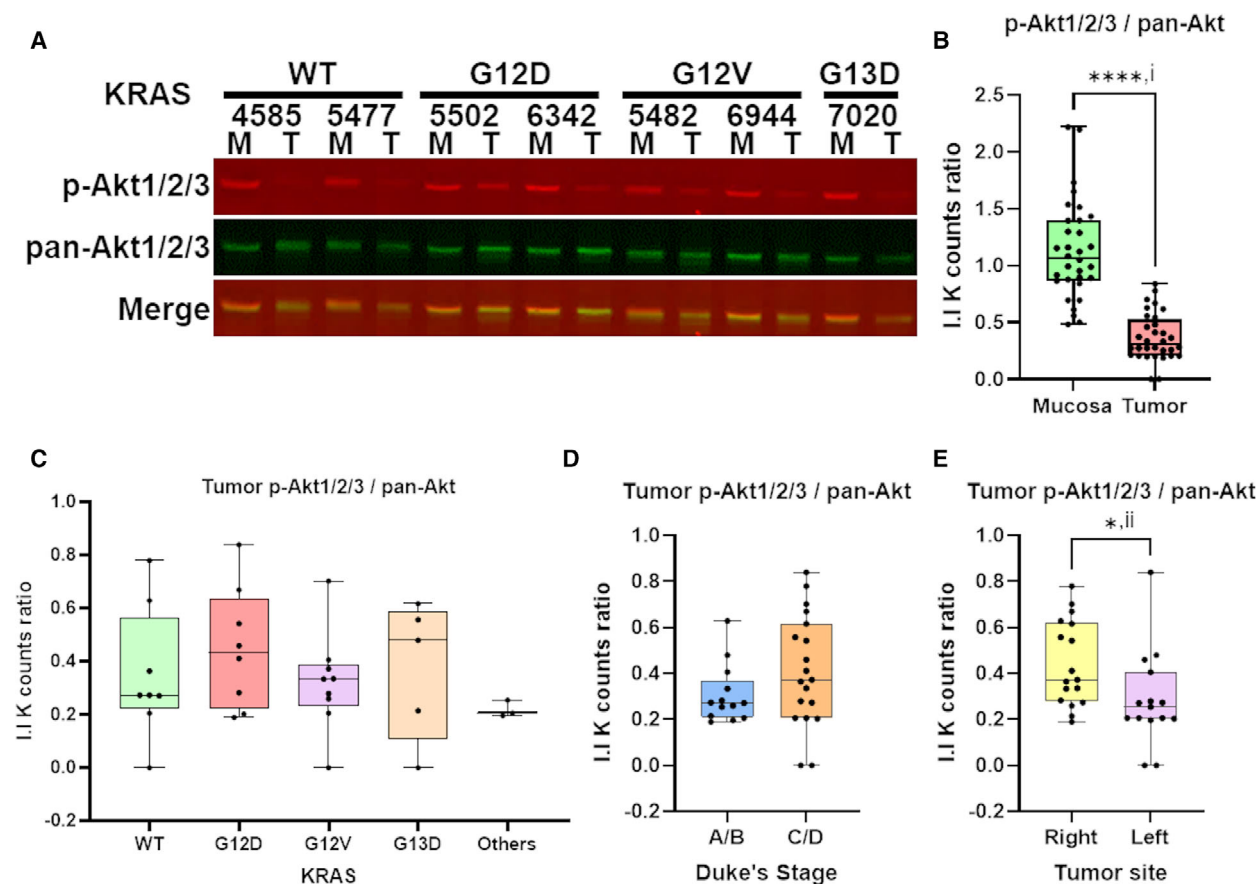 A
KRAS
WT G12D G12V G13D
4585 5477 5502 6342 5482 6944 7020
M T M T M T M T M T M T M T
p-Akt1/2/3
pan-Akt1/2/3
Merge
B
p-Akt1/2/3 / pan-Akt
****,i
I.I K counts ratio
2.5
2.0
1.5
1.0
0.5
0.0
Mucosa Tumor
C
Tumor p-Akt1/2/3 / pan-Akt
I.I K counts ratio
1.0
0.8
0.6
0.4
0.2
0.0
-0.2
WT G12D G12V G13D Others
KRAS
D
Tumor p-Akt1/2/3 / pan-Akt
I.I K counts ratio
1.0
0.8
0.6
0.4
0.2
0.0
-0.2
A/B C/D
Duke's Stage
E
Tumor p-Akt1/2/3 / pan-Akt
*,ii
I.I K counts ratio
1.0
0.8
0.6
0.4
0.2
0.0
-0.2
Right Left
Tumor site